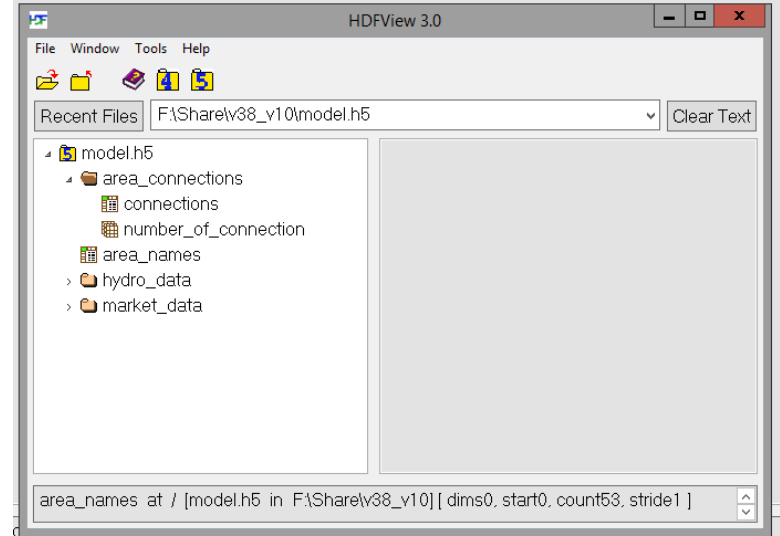 HDFView 3.0
File Window Tools Help
4 5
Recent Files F:\Share\v38_v10\model.h5 Clear Text
5 model.h5
area_connections
connections
number_of_connection
area_names
hydro_data
market_data
area_names at / [model.h5 in F:\Share\v38_v10] [ dims0, start0, count53, stride1 ]